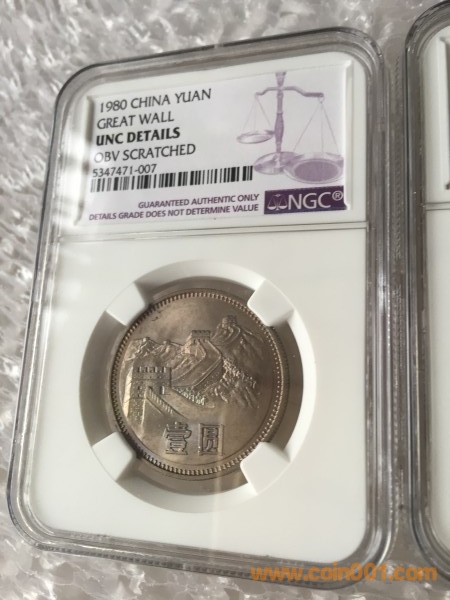 1980 CHINA YUAN
GREAT WALL
UNC DETAILS
OBV SCRATCHED
5347471-007
GUARANTEED AUTHENTIC ONLY
DETAILS GRADE DOES NOT DETERMINE VALUE
NGC®
壹圆
www.coin001.com